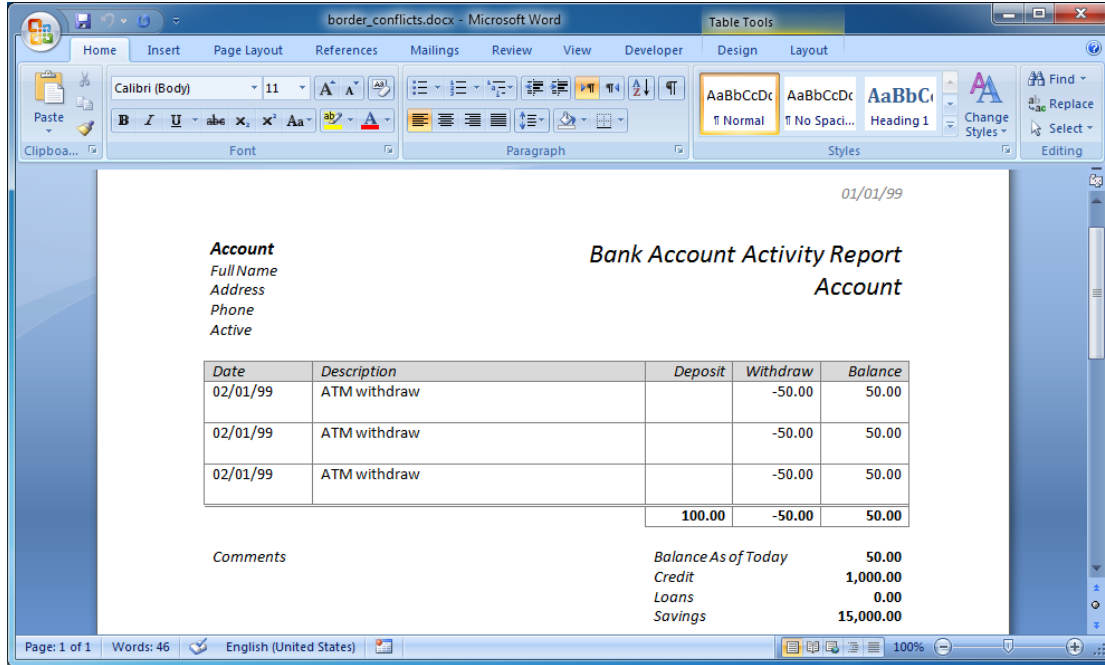 border_conflicts.docx - Microsoft Word Table Tools
Home Insert Page Layout References Mailings Review View Developer Design Layout
Calibri (Body) 11
AaBbCcDc AaBbCcDc AaBbC
Find
Replace
Select
Paste
¶ Normal ¶ No Spaci... Heading 1
Change
Styles
Clipboa... Font Paragraph Styles Editing
01/01/99
Account
Full Name
Address
Phone
Active
Bank Account Activity Report
Account
Date Description Deposit Withdraw Balance
02/01/99 ATM withdraw -50.00 50.00
02/01/99 ATM withdraw -50.00 50.00
02/01/99 ATM withdraw -50.00 50.00
100.00 -50.00 50.00
Comments
Balance As of Today 50.00
Credit 1,000.00
Loans 0.00
Savings 15,000.00
Page: 1 of 1 Words: 46 English (United States) 100%